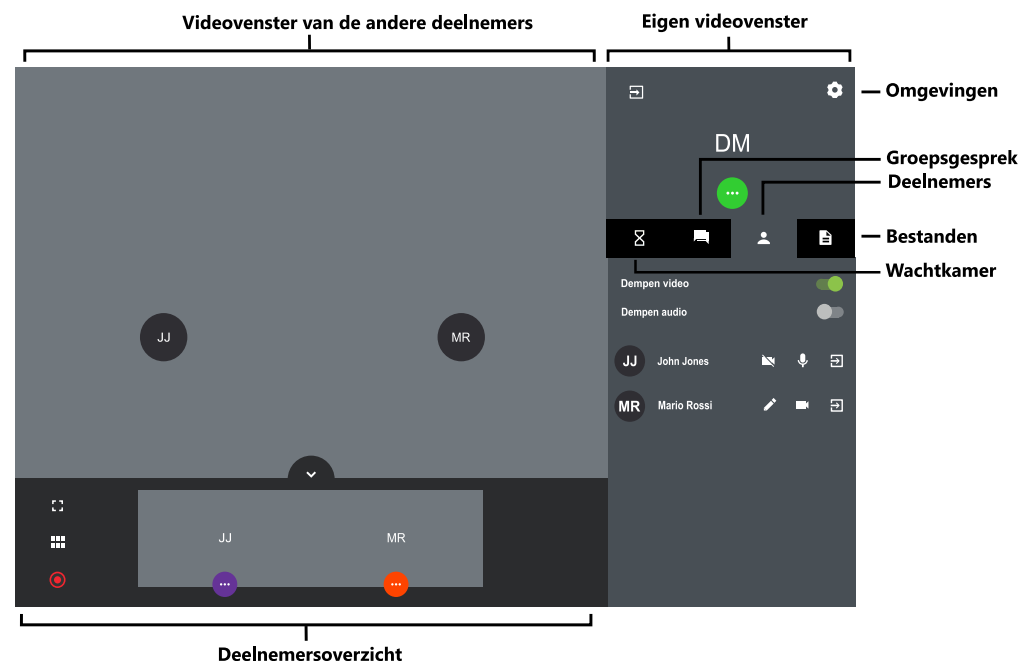 Videovenster van de andere deelnemers
Eigen videovenster
Omgevingen
DM
Groepsgesprek
Deelnemers
Bestanden
Wachtkamer
Dempen video
Dempen audio
JJ
MR
JJ John Jones
MR Mario Rossi
JJ
MR
Deelnemersoverzicht